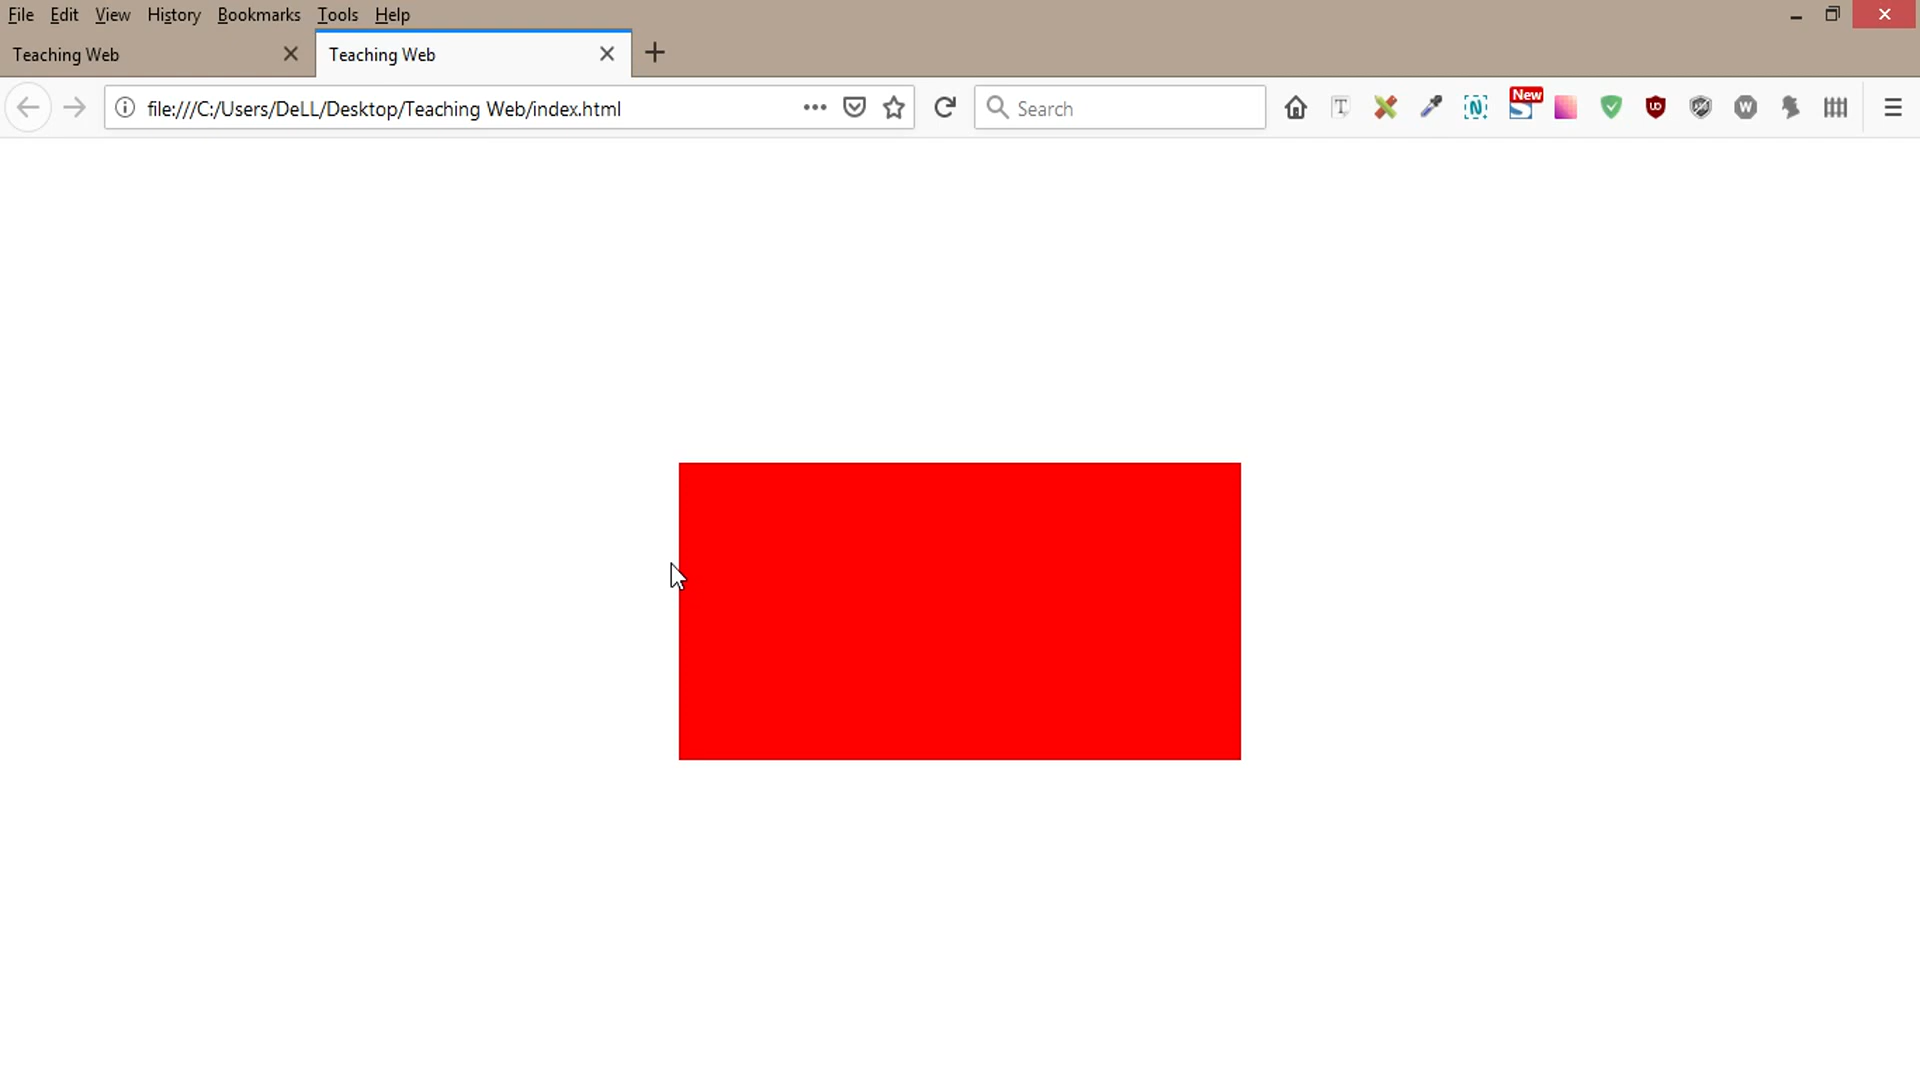 File Edit View History Bookmarks Tools Help
Teaching Web Teaching Web
file:///C:/Users/DeLL/Desktop/Teaching Web/index.html Search T N New S UD W